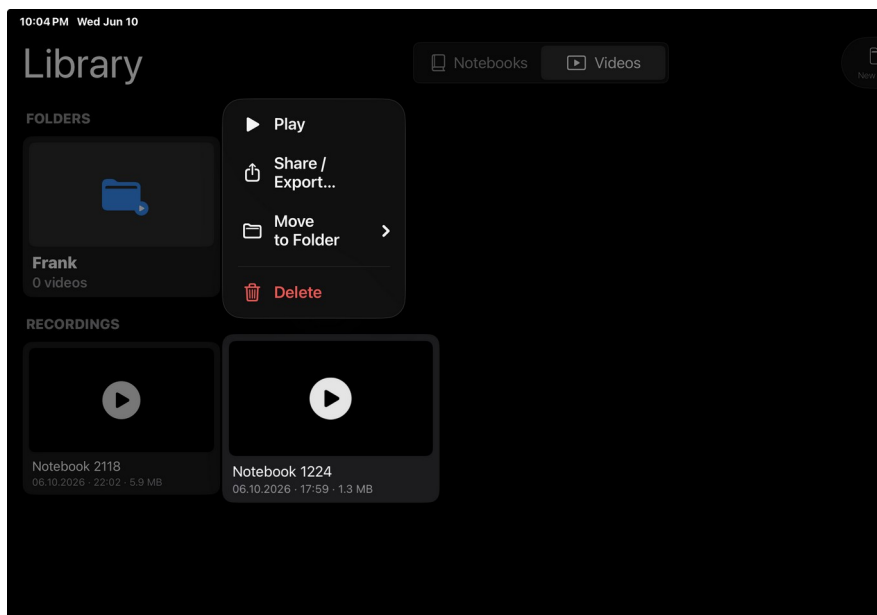 10:04 PM Wed Jun 10
Library
Notebooks
Videos
New
FOLDERS
Play
Share /
Export...
Move
to Folder
Delete
Frank
0 videos
RECORDINGS
Notebook 2118
06.10.2026 · 22:02 · 5.9 MB
Notebook 1224
06.10.2026 · 17:59 · 1.3 MB